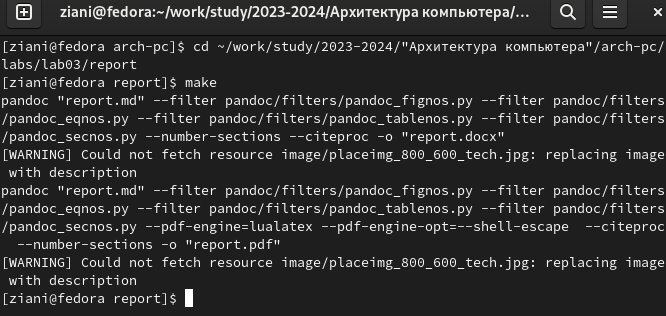 ziani@fedora:~/work/study/2023-2024/Архитектура компьютера/...
[ziani@fedora arch-pc]$ cd ~/work/study/2023-2024/"Архитектура компьютера"/arch-pc/
labs/lab03/report
[ziani@fedora report]$ make
pandoc "report.md" --filter pandoc/filters/pandoc_fignos.py --filter pandoc/filters
/pandoc_eqnos.py --filter pandoc/filters/pandoc_tablenos.py --filter pandoc/filters
/pandoc_secnos.py --number-sections --citeproc -o "report.docx"
[WARNING] Could not fetch resource image/placeimg_800_600_tech.jpg: replacing image
 with description
pandoc "report.md" --filter pandoc/filters/pandoc_fignos.py --filter pandoc/filters
/pandoc_eqnos.py --filter pandoc/filters/pandoc_tablenos.py --filter pandoc/filters
/pandoc_secnos.py --pdf-engine=lualatex --pdf-engine-opt=--shell-escape  --citeproc
  --number-sections -o "report.pdf"
[WARNING] Could not fetch resource image/placeimg_800_600_tech.jpg: replacing image
 with description
[ziani@fedora report]$